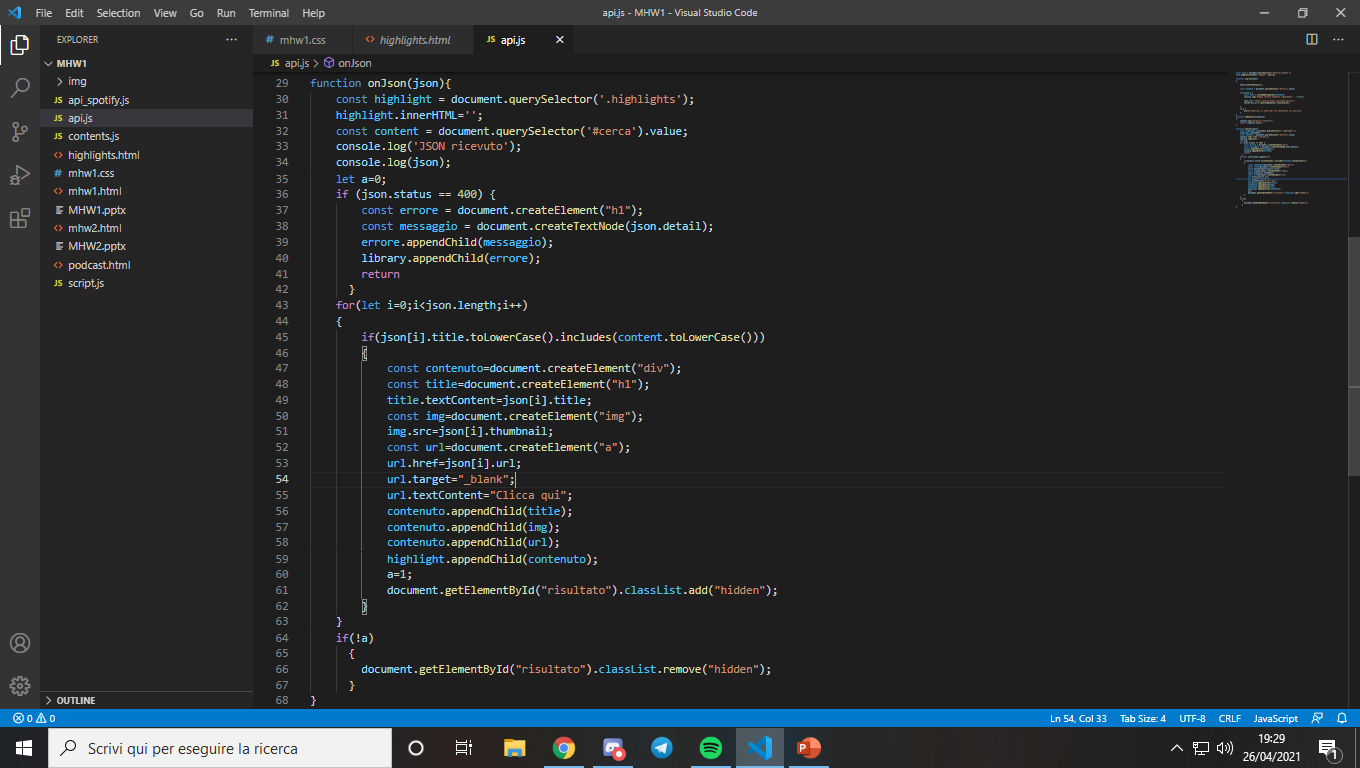 File Edit Selection View Go Run Terminal Help api.js - MHW1 - Visual Studio Code
EXPLORER ···
MHW1
img
JS api_spotify.js
JS api.js
JS contents.js
<> highlights.html
# mhw1.css
<> mhw1.html
MHW1.pptx
<> mhw2.html
MHW2.pptx
<> podcast.html
JS script.js
OUTLINE
# mhw1.css <> highlights.html JS api.js ×
JS api.js > onJson
29 function onJson(json){
30 const highlight = document.querySelector('.highlights');
31 highlight.innerHTML='';
32 const content = document.querySelector('#cerca').value;
33 console.log('JSON ricevuto');
34 console.log(json);
35 let a=0;
36 if (json.status == 400) {
37 const errore = document.createElement("h1");
38 const messaggio = document.createTextNode(json.detail);
39 errore.appendChild(messaggio);
40 library.appendChild(errore);
41 return
42 }
43 for(let i=0;i<json.length;i++)
44 {
45 if(json[i].title.toLowerCase().includes(content.toLowerCase()))
46 {
47 const contenuto=document.createElement("div");
48 const title=document.createElement("h1");
49 title.textContent=json[i].title;
50 const img=document.createElement("img");
51 img.src=json[i].thumbnail;
52 const url=document.createElement("a");
53 url.href=json[i].url;
54 url.target="_blank";
55 url.textContent="Clicca qui";
56 contenuto.appendChild(title);
57 contenuto.appendChild(img);
58 contenuto.appendChild(url);
59 highlight.appendChild(contenuto);
60 a=1;
61 document.getElementById("risultato").classList.add("hidden");
62 }
63 }
64 if(!a)
65 {
66 document.getElementById("risultato").classList.remove("hidden");
67 }
68 }
0 0 Ln 54, Col 33 Tab Size: 4 UTF-8 CRLF JavaScript
Scrivi qui per eseguire la ricerca
19:29
26/04/2021
1